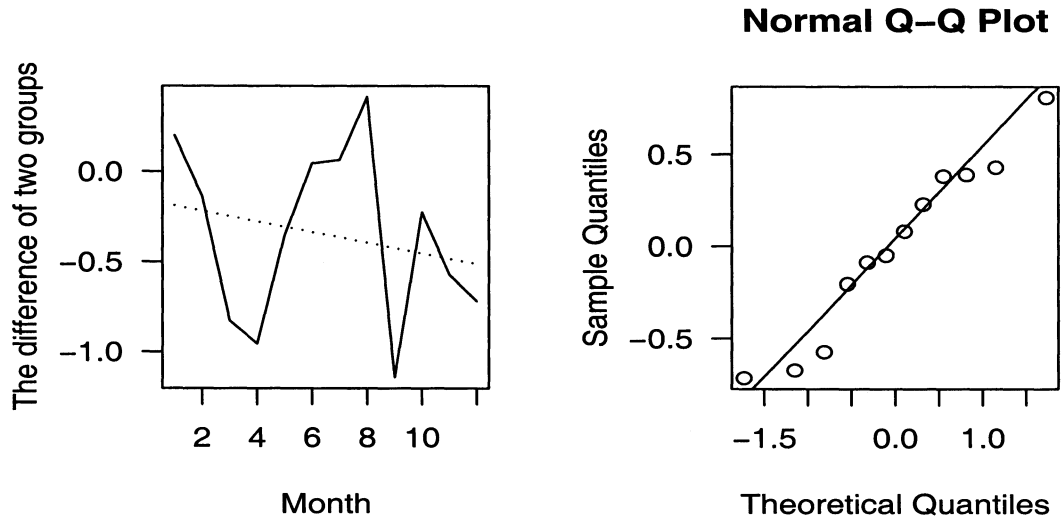 The difference of two groups
0.0
−0.5
−1.0
2 4 6 8 10
Month
Normal Q−Q Plot
Sample Quantiles
0.5
0.0
−0.5
−1.5 0.0 1.0
Theoretical Quantiles